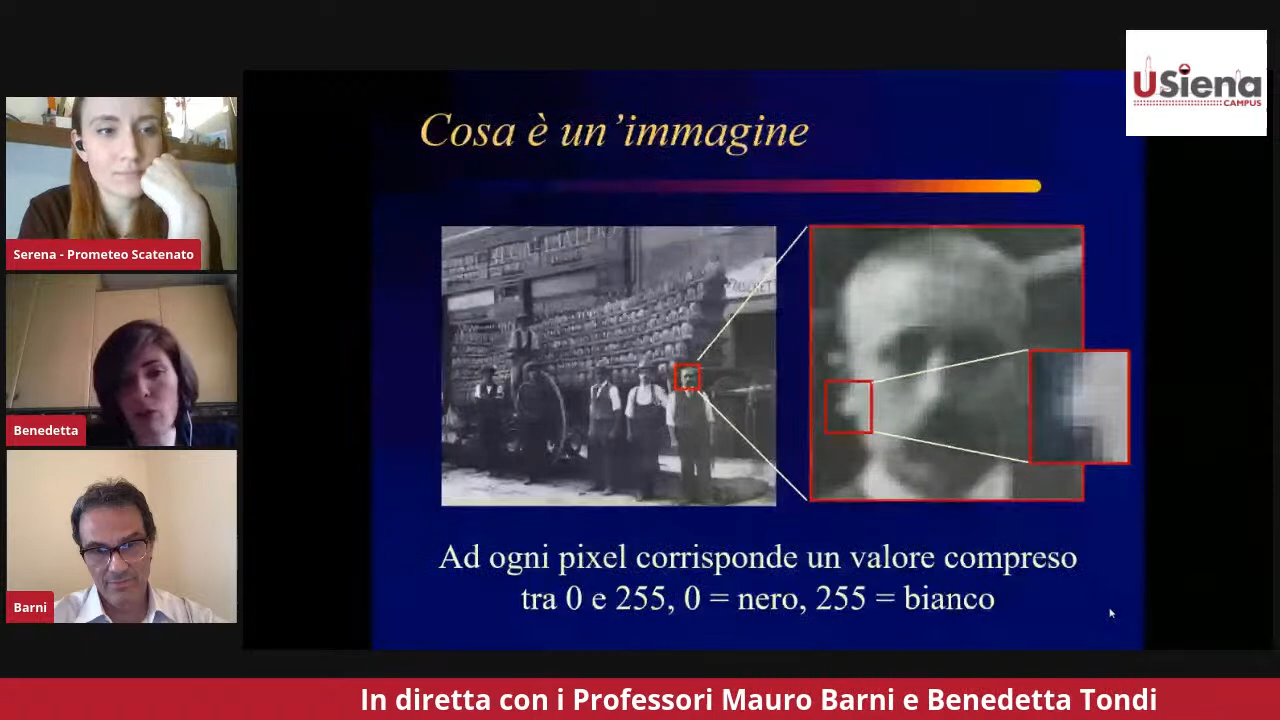 USiena
CAMPUS
Cosa è un'immagine
Serena - Prometeo Scatenato
Benedetta
Barni
Ad ogni pixel corrisponde un valore compreso
tra 0 e 255, 0 = nero, 255 = bianco
In diretta con i Professori Mauro Barni e Benedetta Tondi